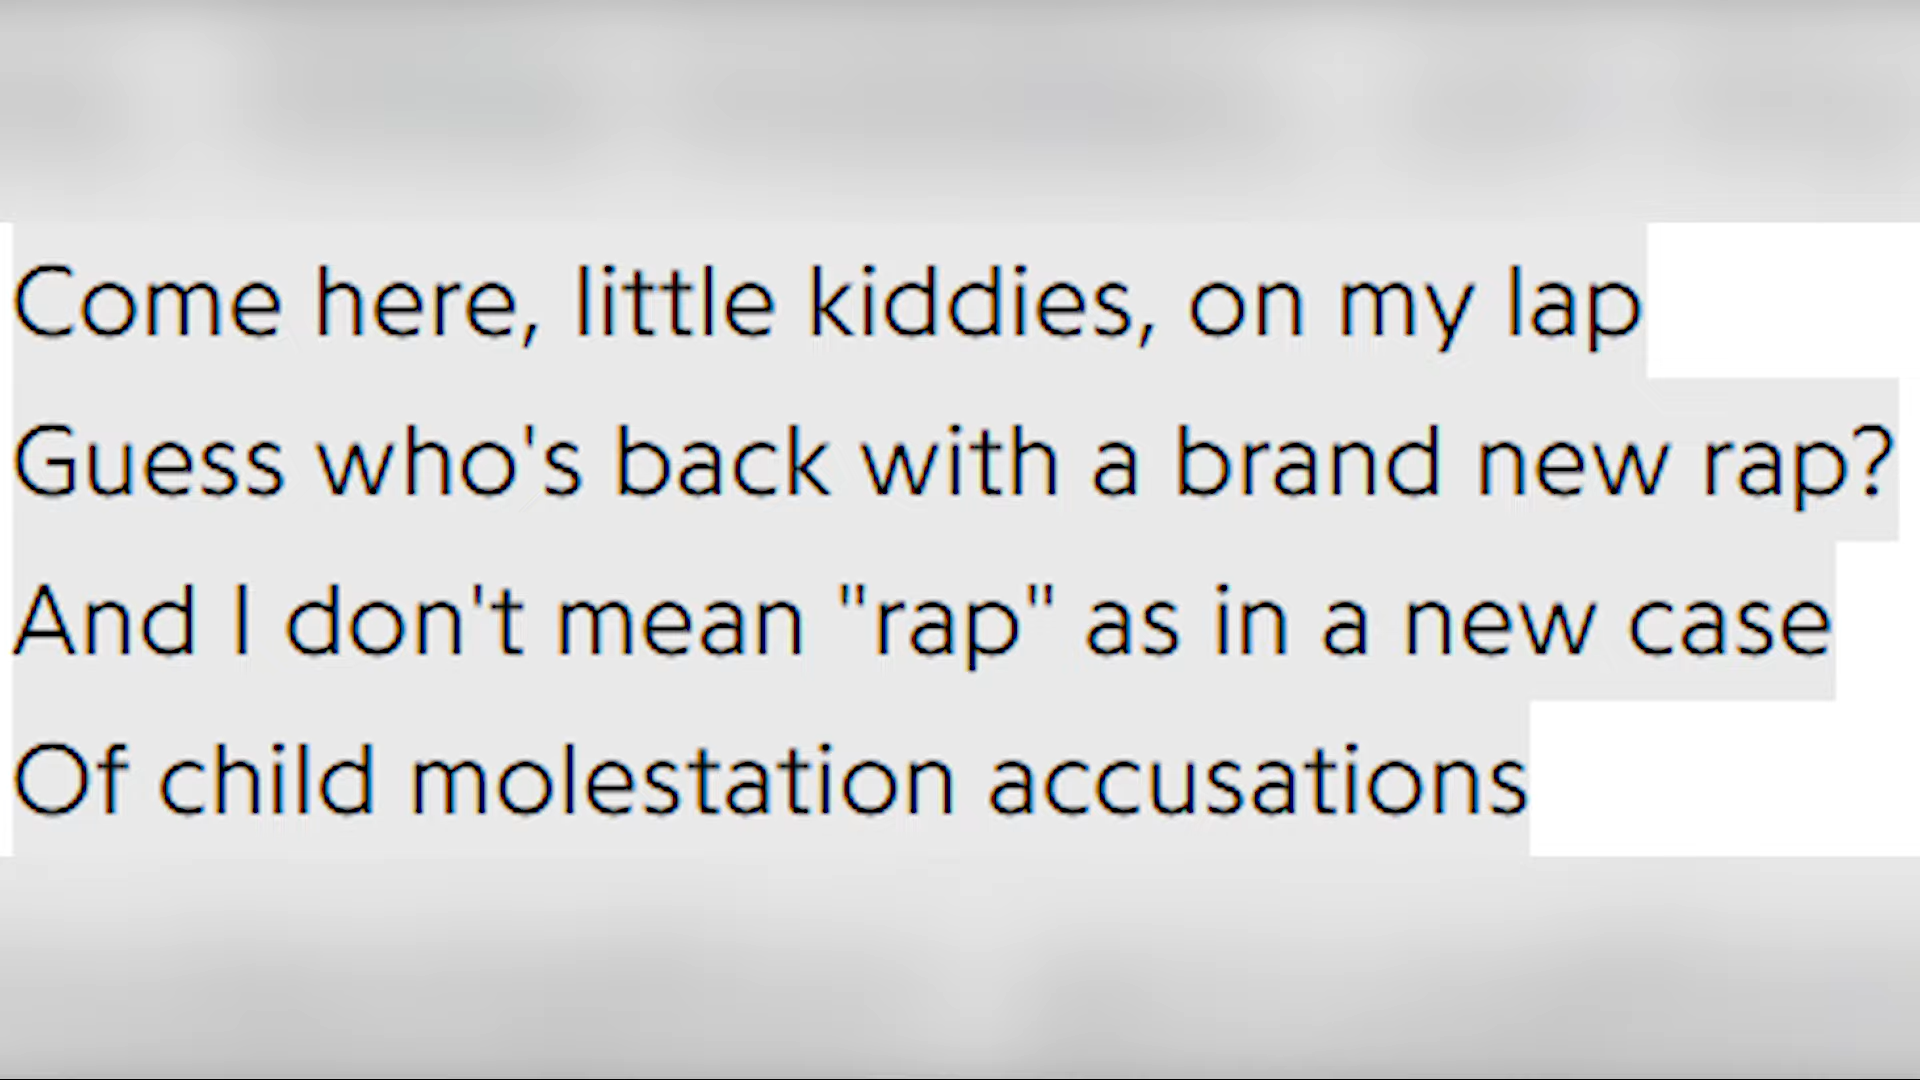 Come here, little kiddies, on my lap
Guess who's back with a brand new rap?
And I don't mean "rap" as in a new case
Of child molestation accusations